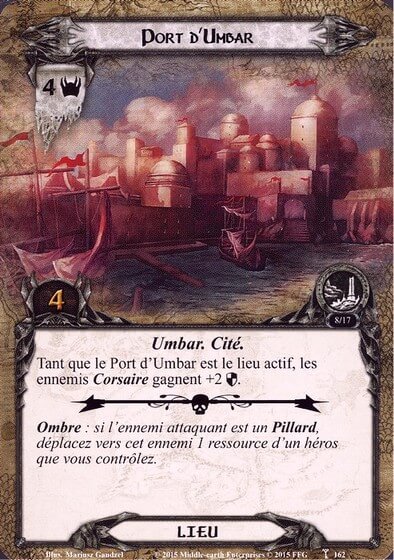 Port d'Umbar
4
4
8/17
Umbar. Cité.
Tant que le Port d'Umbar est le lieu actif, les
ennemis Corsaire gagnent +2.
Ombre : si l'ennemi attaquant est un Pillard,
déplacez vers cet ennemi 1 ressource d'un héros
que vous contrôlez.
LIEU
Illus. Mariusz Gandzel
© 2015 Middle-earth Enterprises © 2015 FFG
162